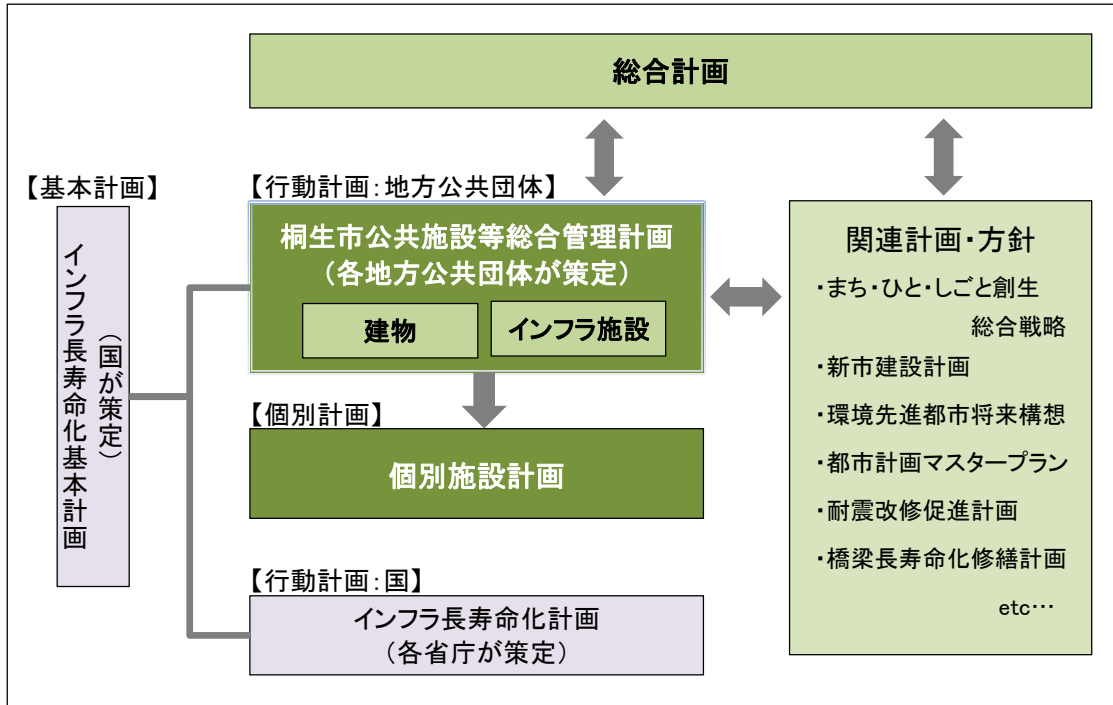 総合計画
【基本計画】
インフラ長寿命化基本計画
（国が策定）
【行動計画：地方公共団体】
桐生市公共施設等総合管理計画
（各地方公共団体が策定）
建物
インフラ施設
【個別計画】
個別施設計画
【行動計画：国】
インフラ長寿命化計画
（各省庁が策定）
関連計画・方針
・まち・ひと・しごと創生
総合戦略
・新市建設計画
・環境先進都市将来構想
・都市計画マスタープラン
・耐震改修促進計画
・橋梁長寿命化修繕計画
etc…